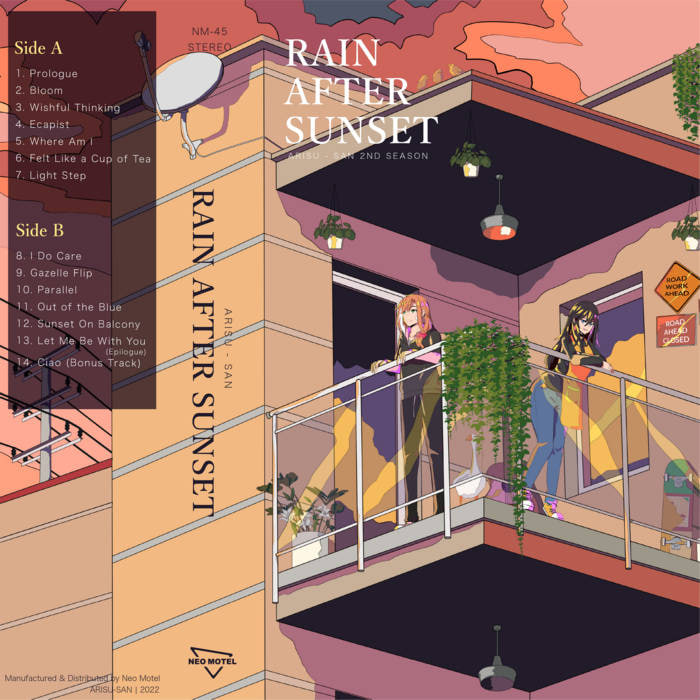 Side A
1. Prologue
2. Bloom
3. Wishful Thinking
4. Ecapist
5. Where Am I
6. Felt Like a Cup of Tea
7. Light Step
Side B
8. I Do Care
9. Gazelle Flip
10. Parallel
11. Out of the Blue
12. Sunset On Balcony
13. Let Me Be With You
(Epilogue)
14. Ciao (Bonus Track)
NM-45
STEREO
RAIN AFTER SUNSET
ARISU - SAN
RAIN
AFTER
SUNSET
ARISU - SAN 2ND SEASON
ROAD
WORK
AHEAD
ROAD
AHEAD
CLOSED
NEO MOTEL
Manufactured & Distributed by Neo Motel
ARISU-SAN | 2022